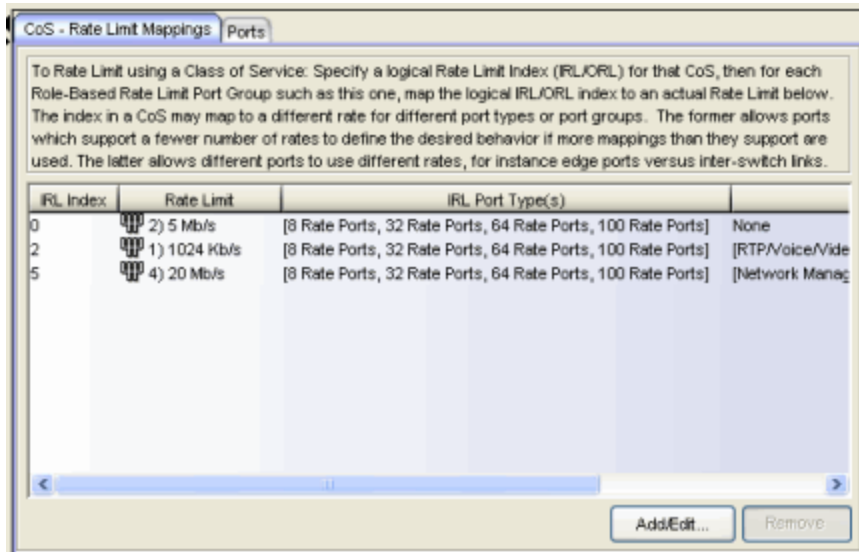 CoS - Rate Limit Mappings Ports
To Rate Limit using a Class of Service: Specify a logical Rate Limit Index (IRL/ORL) for that CoS, then for each
Role-Based Rate Limit Port Group such as this one, map the logical IRL/ORL index to an actual Rate Limit below.
The index in a CoS may map to a different rate for different port types or port groups. The former allows ports
which support a fewer number of rates to define the desired behavior if more mappings than they support are
used. The latter allows different ports to use different rates, for instance edge ports versus inter-switch links.
IRL Index Rate Limit IRL Port Type(s)
0 2) 5 Mb/s [8 Rate Ports, 32 Rate Ports, 64 Rate Ports, 100 Rate Ports] None
2 1) 1024 Kb/s [8 Rate Ports, 32 Rate Ports, 64 Rate Ports, 100 Rate Ports] [RTP/Voice/Vide
5 4) 20 Mb/s [8 Rate Ports, 32 Rate Ports, 64 Rate Ports, 100 Rate Ports] [Network Manag
Add/Edit... Remove